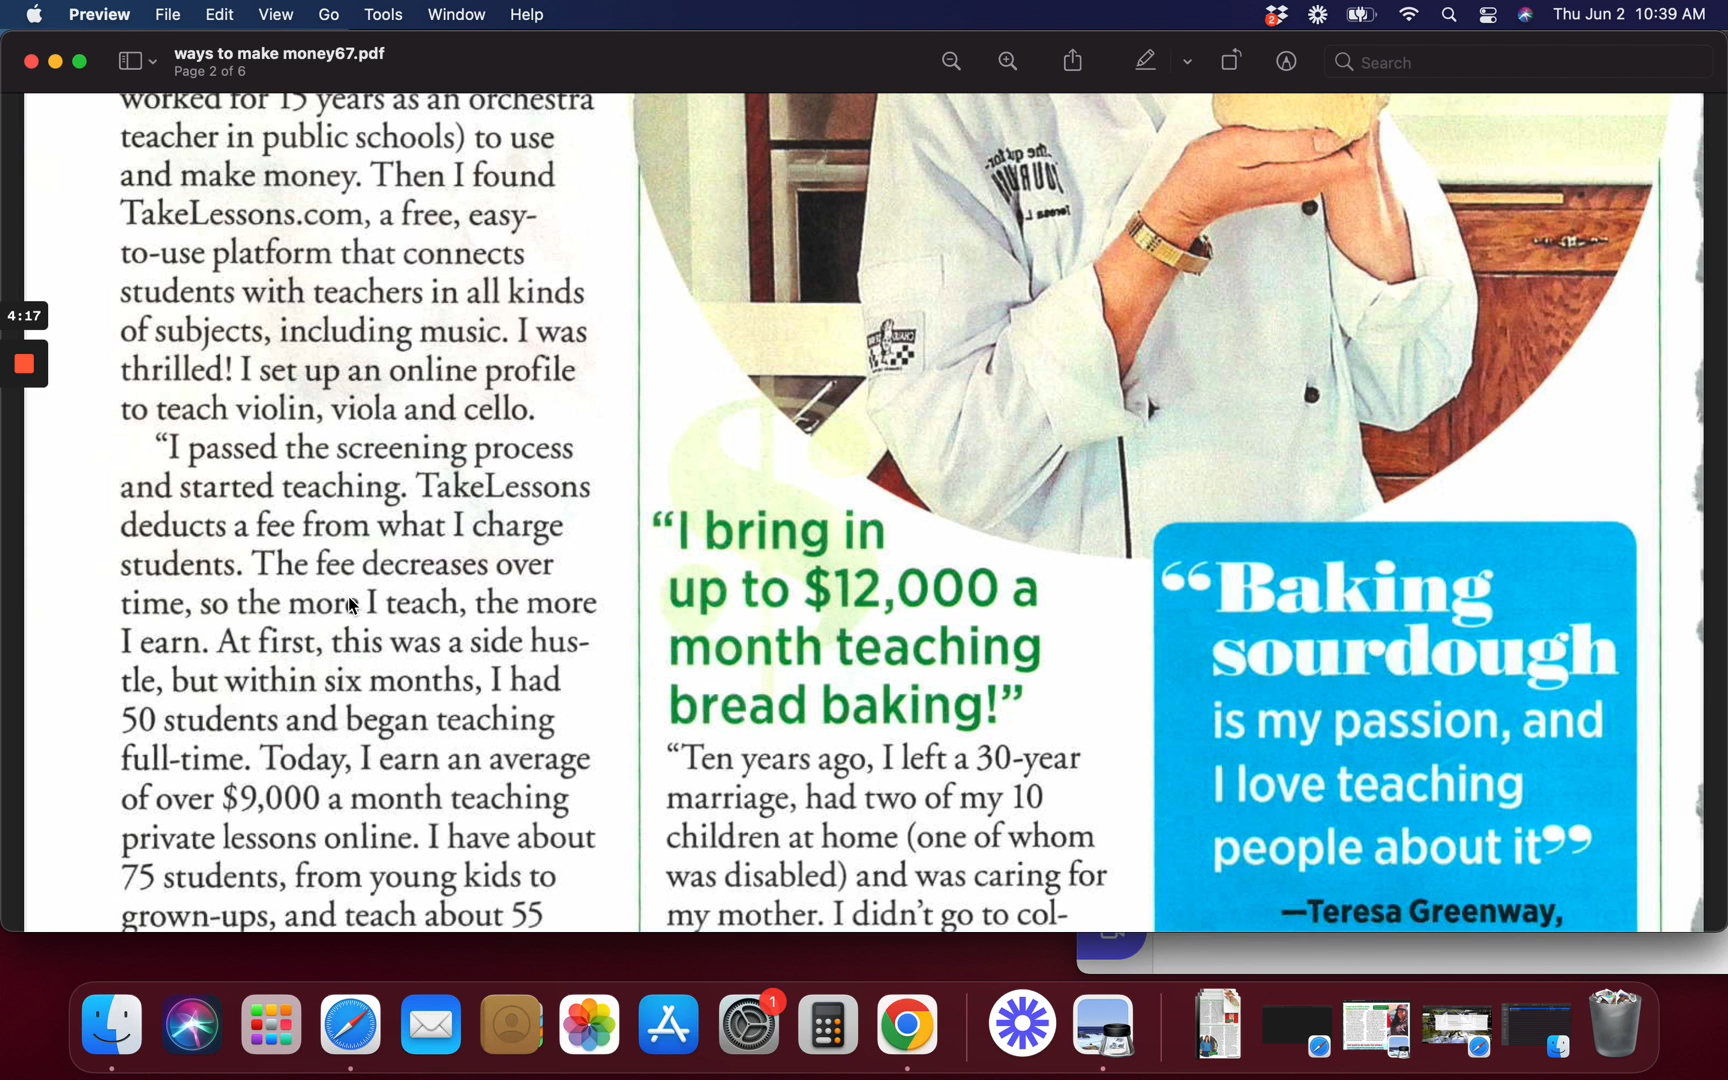 Preview File Edit View Go Tools Window Help
2
Thu Jun 2 10:39 AM
ways to make money67.pdf
Page 2 of 6
Search
4:17
worked for 15 years as an orchestra
teacher in public schools) to use
and make money. Then I found
TakeLessons.com, a free, easy-
to-use platform that connects
students with teachers in all kinds
of subjects, including music. I was
thrilled! I set up an online profile
to teach violin, viola and cello.
“I passed the screening process
and started teaching. TakeLessons
deducts a fee from what I charge
students. The fee decreases over
time, so the more I teach, the more
I earn. At first, this was a side hus-
tle, but within six months, I had
50 students and began teaching
full-time. Today, I earn an average
of over $9,000 a month teaching
private lessons online. I have about
75 students, from young kids to
grown-ups, and teach about 55
“I bring in
up to $12,000 a
month teaching
bread baking!”
“Ten years ago, I left a 30-year
marriage, had two of my 10
children at home (one of whom
was disabled) and was caring for
my mother. I didn’t go to col-
“Baking
sourdough
is my passion, and
I love teaching
people about it”
—Teresa Greenway,
1